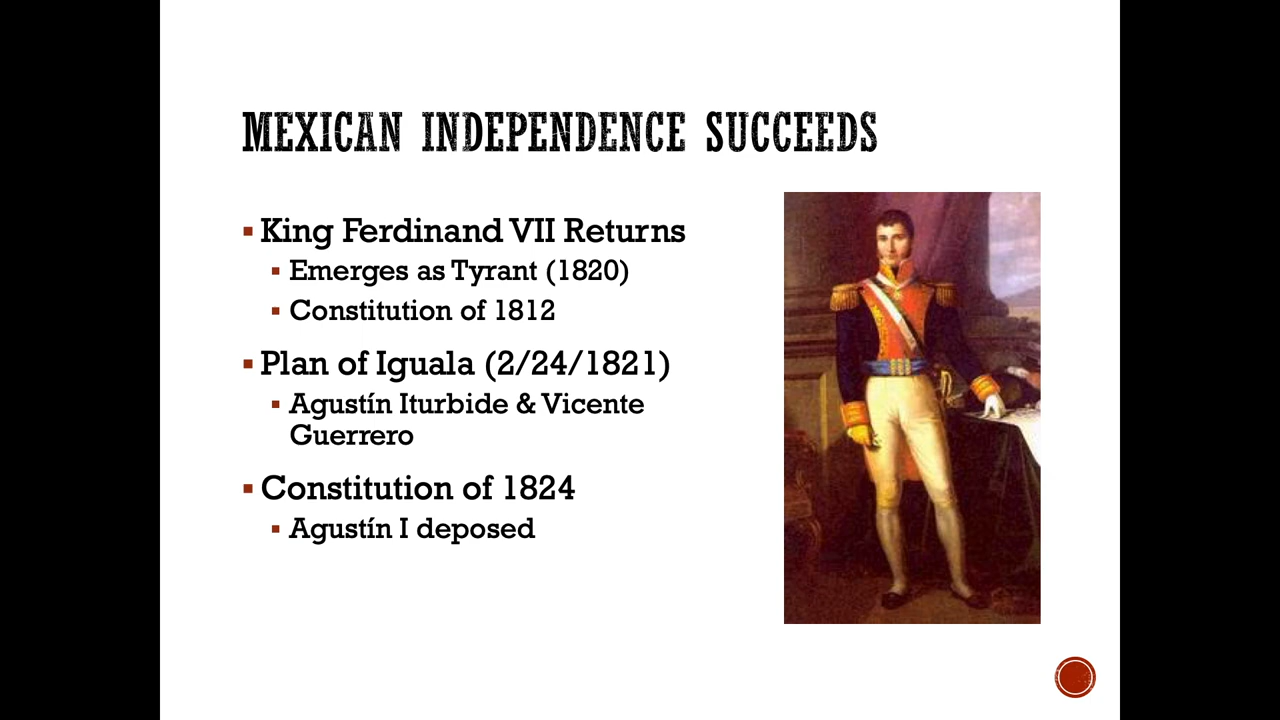 MEXICAN INDEPENDENCE SUCCEEDS
▪ King Ferdinand VII Returns
▪ Emerges as Tyrant (1820)
▪ Constitution of 1812
▪ Plan of Iguala (2/24/1821)
▪ Agustín Iturbide & Vicente
Guerrero
▪ Constitution of 1824
▪ Agustín I deposed